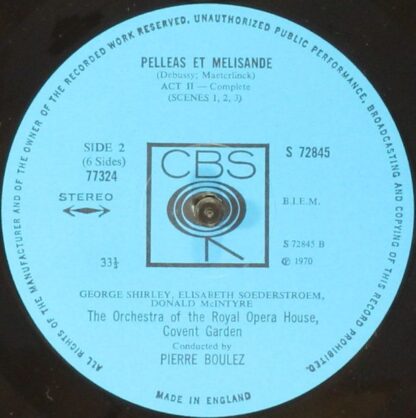 ALL RIGHTS OF THE MANUFACTURER AND OF THE OWNER OF THE RECORDED WORK RESERVED. UNAUTHORIZED PUBLIC PERFORMANCE, BROADCASTING AND COPYING OF THIS RECORD PROHIBITED.
PELLEAS ET MELISANDE
(Debussy; Maeterlinck)
ACT II — Complete
(SCENES 1, 2, 3)
SIDE 2
(6 Sides)
77324
STEREO
33⅓
CBS
S 72845
B.I.E.M.
S 72845 B
℗ 1970
GEORGE SHIRLEY, ELISABETH SOEDERSTROEM,
DONALD McINTYRE
The Orchestra of the Royal Opera House,
Covent Garden
Conducted by
PIERRE BOULEZ
MADE IN ENGLAND